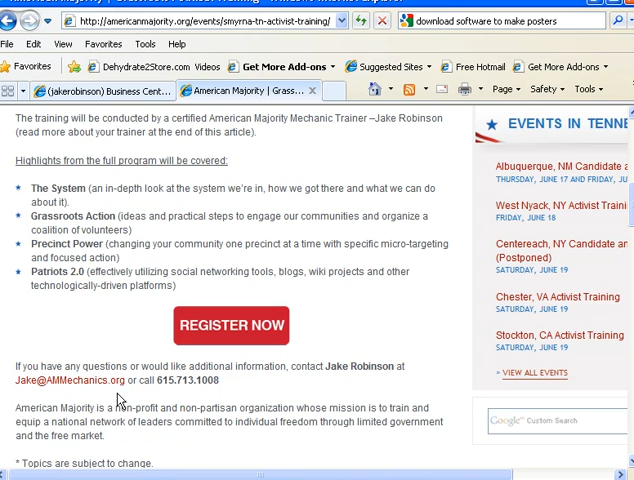 http://americanmajority.org/events/smyrna-tn-activist-training/
download software to make posters
File Edit View Favorites Tools Help
Favorites Dehydrate2Store.com Videos Get More Add-ons Suggested Sites Free Hotmail Get More Add-ons
(jakerobinson) Business Cent... American Majority | Grass... Page Safety Tools
The training will be conducted by a certified American Majority Mechanic Trainer –Jake Robinson
(read more about your trainer at the end of this article).
Highlights from the full program will be covered:
The System (an in-depth look at the system we're in, how we got there and what we can do
about it).
Grassroots Action (ideas and practical steps to engage our communities and organize a
coalition of volunteers)
Precinct Power (changing your community one precinct at a time with specific micro-targeting
and focused action)
Patriots 2.0 (effectively utilizing social networking tools, blogs, wiki projects and other
technologically-driven platforms)
REGISTER NOW
If you have any questions or would like additional information, contact Jake Robinson at
Jake@AMMechanics.org or call 615.713.1008
American Majority is a non-profit and non-partisan organization whose mission is to train and
equip a national network of leaders committed to individual freedom through limited government
and the free market.
* Topics are subject to change.
EVENTS IN TENNE
Albuquerque, NM Candidate a
THURSDAY, JUNE 17 AND FRIDAY, JU
West Nyack, NY Activist Traini
FRIDAY, JUNE 18
Centereach, NY Candidate an
(Postponed)
SATURDAY, JUNE 19
Chester, VA Activist Training
SATURDAY, JUNE 19
Stockton, CA Activist Training
SATURDAY, JUNE 19
» VIEW ALL EVENTS
Google™ Custom Search